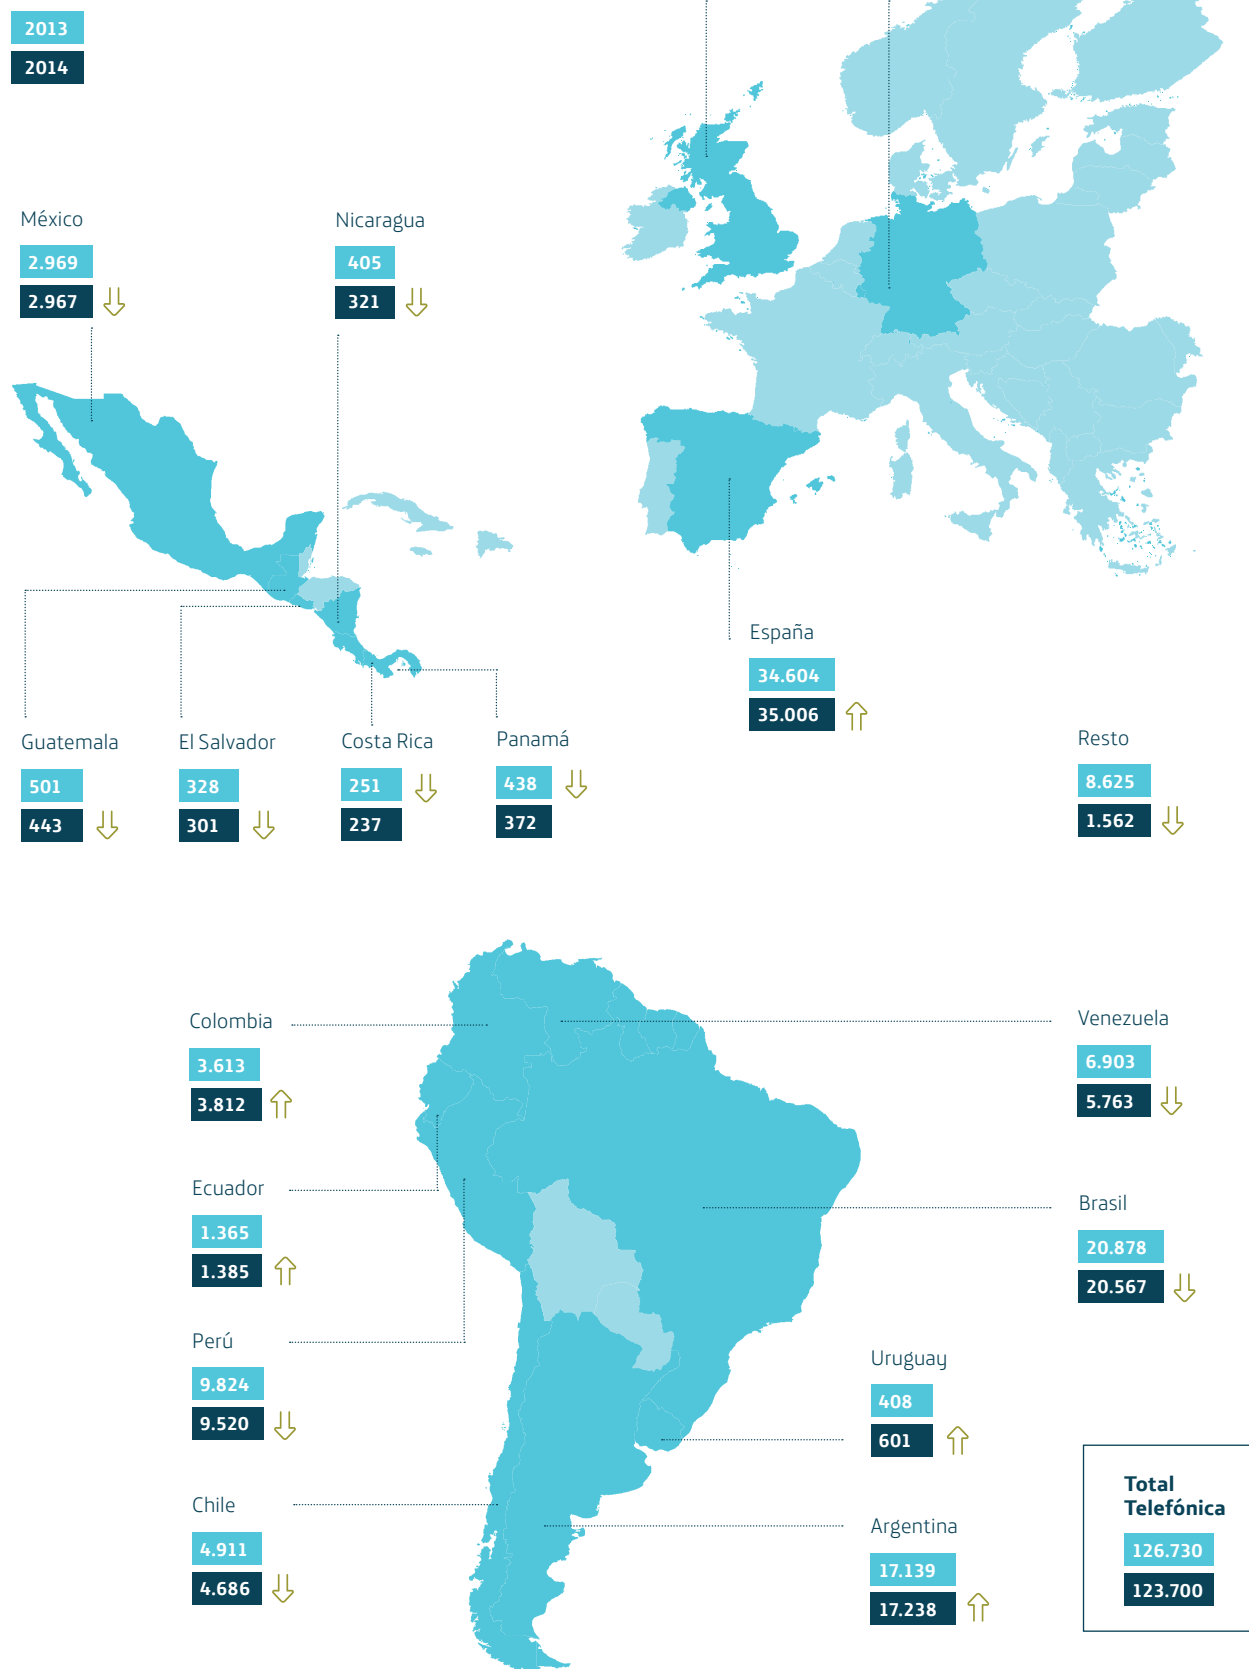 2013
2014
México
2.969
2.967
Nicaragua
405
321
España
34.604
35.006
Guatemala
501
443
El Salvador
328
301
Costa Rica
251
237
Panamá
438
372
Resto
8.625
1.562
Colombia
3.613
3.812
Venezuela
6.903
5.763
Ecuador
1.365
1.385
Brasil
20.878
20.567
Perú
9.824
9.520
Uruguay
408
601
Chile
4.911
4.686
Argentina
17.139
17.238
Total
Telefónica
126.730
123.700